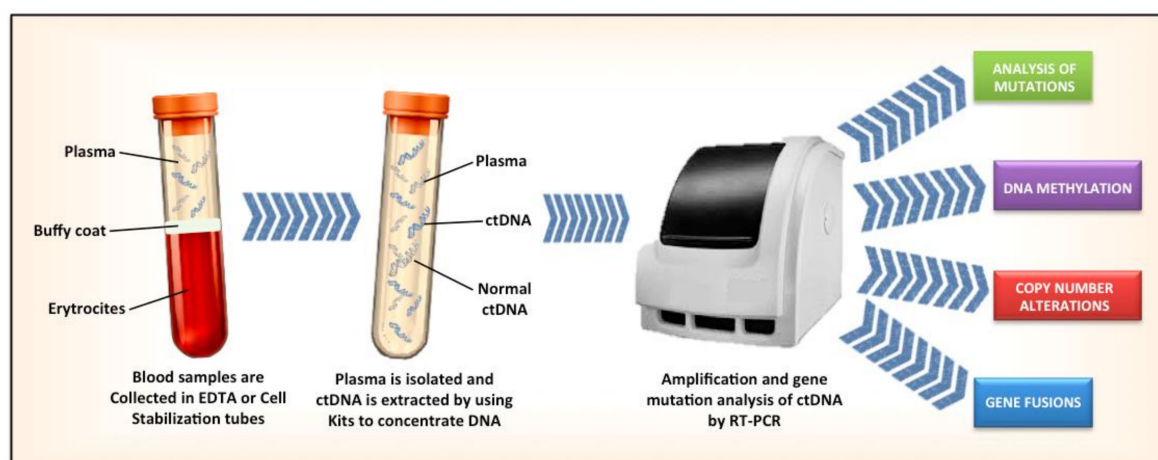 Plasma
Buffy coat
Erytrocites
Blood samples are
Collected in EDTA or Cell
Stabilization tubes
Plasma
ctDNA
Normal
ctDNA
Plasma is isolated and
ctDNA is extracted by using
Kits to concentrate DNA
Amplification and gene
mutation analysis of ctDNA
by RT-PCR
ANALYSIS OF
MUTATIONS
DNA METHYLATION
COPY NUMBER
ALTERATIONS
GENE FUSIONS